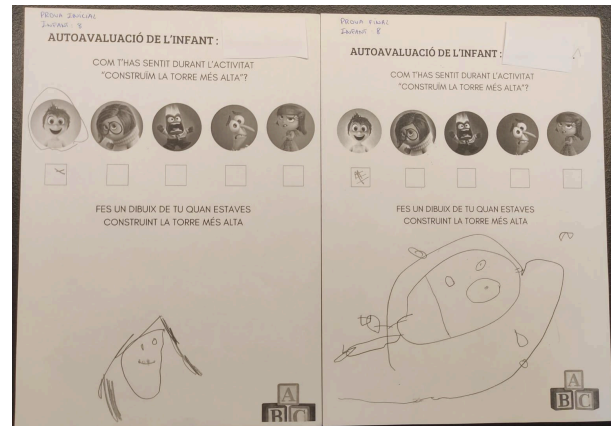 PROVA INICIAL
INFANT 8
AUTOAVALUACIÓ DE L'INFANT:
COM T'HAS SENTIT DURANT L'ACTIVITAT
"CONSTRUÏM LA TORRE MÉS ALTA"?
FES UN DIBUIX DE TU QUAN ESTAVES
CONSTRUINT LA TORRE MÉS ALTA
A
B C
PROVA FINAL
INFANT 8
AUTOAVALUACIÓ DE L'INFANT:
COM T'HAS SENTIT DURANT L'ACTIVITAT
"CONSTRUÏM LA TORRE MÉS ALTA"?
FES UN DIBUIX DE TU QUAN ESTAVES
CONSTRUINT LA TORRE MÉS ALTA
A
B C